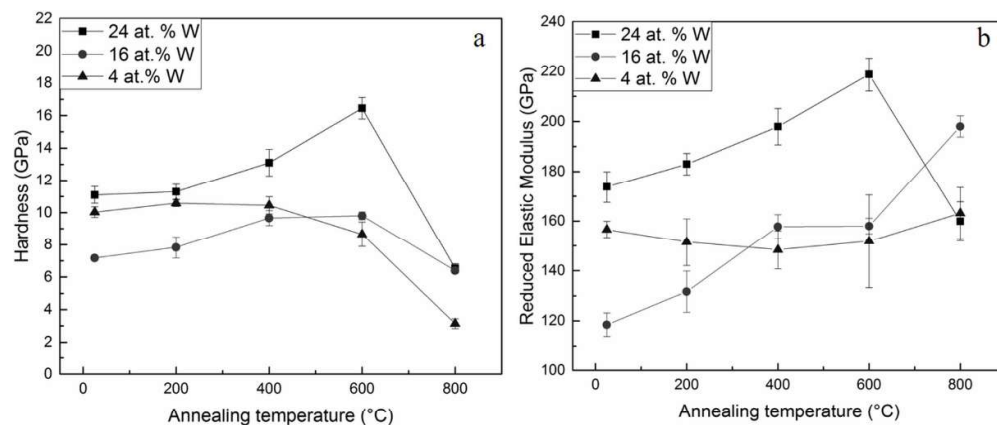 a
24 at. % W
16 at.% W
4 at.% W
Hardness (GPa)
22
20
18
16
14
12
10
8
6
4
2
0
0 200 400 600 800
Annealing temperature (°C)
b
24 at. % W
16 at. % W
4 at. % W
Reduced Elastic Modulus (GPa)
240
220
200
180
160
140
120
100
0 200 400 600 800
Annealing temperature (°C)